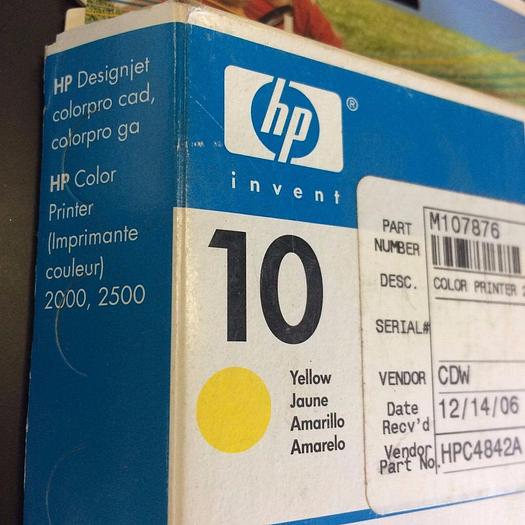 HP Designjet
colorpro cad,
colorpro ga
HP Color
Printer
(Imprimante
couleur)
2000, 2500
hp ®
invent
10
Yellow
Jaune
Amarillo
Amarelo
PART NUMBER M107876
DESC. COLOR PRINTER
SERIAL#
VENDOR CDW
Date Recv'd 12/14/06
Vendor Part No. HPC4842A